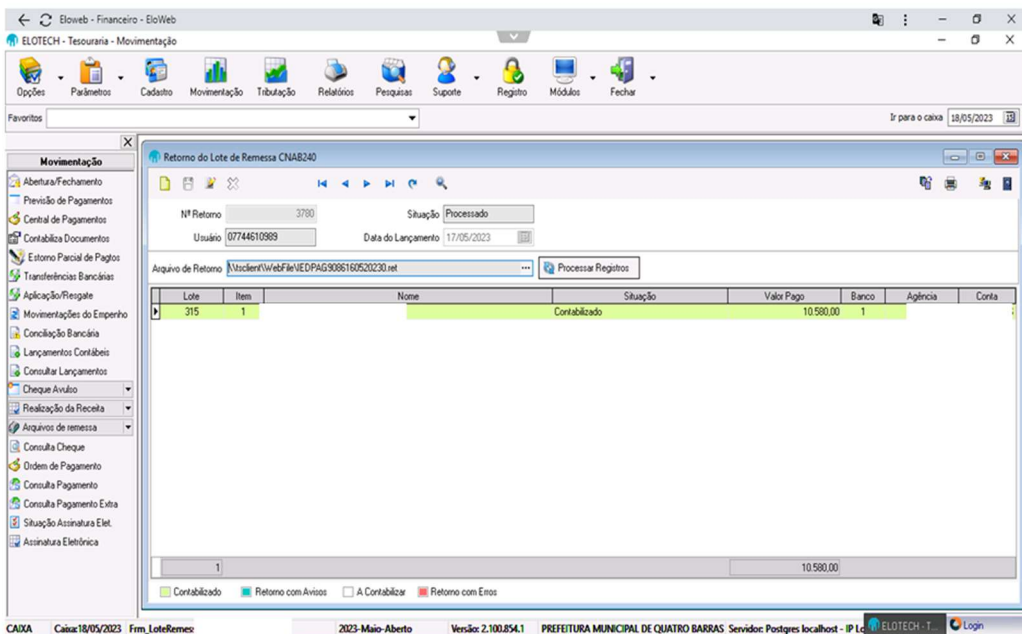 Eloweb - Financeiro - EloWeb
ELOTECH - Tesouraria - Movimentação
Opções Parâmetros Cadastro Movimentação Tributação Relatórios Pesquisas Suporte Registro Módulos Fechar
Favoritos Ir para o caixa 18/05/2023
Movimentação
Abertura/Fechamento
Previsão de Pagamentos
Central de Pagamentos
Contabiliza Documentos
Estorno Parcial de Pagtos
Transferências Bancárias
Aplicação/Resgate
Movimentações do Empenho
Conciliação Bancária
Lançamentos Contábeis
Consultar Lançamentos
Cheque Avulso
Realização da Receita
Arquivos de remessa
Consulta Cheque
Ordem de Pagamento
Consulta Pagamento
Consulta Pagamento Extra
Situação Assinatura Elet.
Assinatura Eletrônica
Retorno do Lote de Remessa CNAB240
Nº Retorno 3780 Situação Processado
Usuário 07744610989 Data do Lançamento 17/05/2023
Arquivo de Retorno \\tsclient\WebFile\IEDPAG9086160520230.ret ... Processar Registros
Lote Item Nome Situação Valor Pago Banco Agência Conta
315 1 Contabilizado 10.580,00 1
1 10.580,00
Contabilizado Retorno com Avisos A Contabilizar Retorno com Erros
CAIXA Caixa:18/05/2023 Frm_LoteRemes 2023-Maio-Aberto Versão: 2.100.854.1 PREFEITURA MUNICIPAL DE QUATRO BARRAS Servidor: Postgres localhost - IP Lo ELOTECH - T... Login